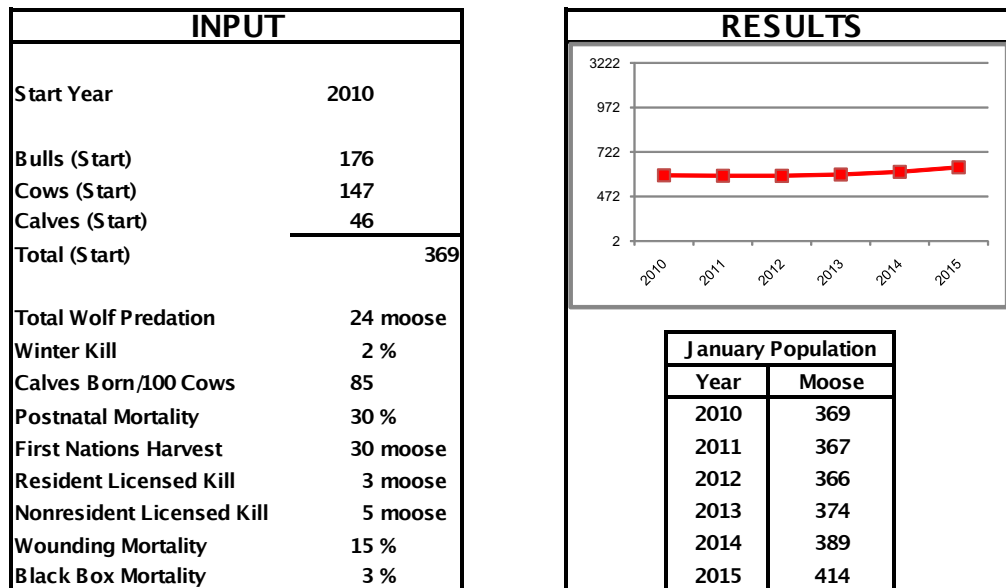 INPUT
Start Year 2010
Bulls (Start) 176
Cows (Start) 147
Calves (Start) 46
Total (Start) 369
Total Wolf Predation 24 moose
Winter Kill 2 %
Calves Born/100 Cows 85
Postnatal Mortality 30 %
First Nations Harvest 30 moose
Resident Licensed Kill 3 moose
Nonresident Licensed Kill 5 moose
Wounding Mortality 15 %
Black Box Mortality 3 %
RESULTS
3222
972
722
472
2
2010 2011 2012 2013 2014 2015
January Population
Year Moose
2010 369
2011 367
2012 366
2013 374
2014 389
2015 414